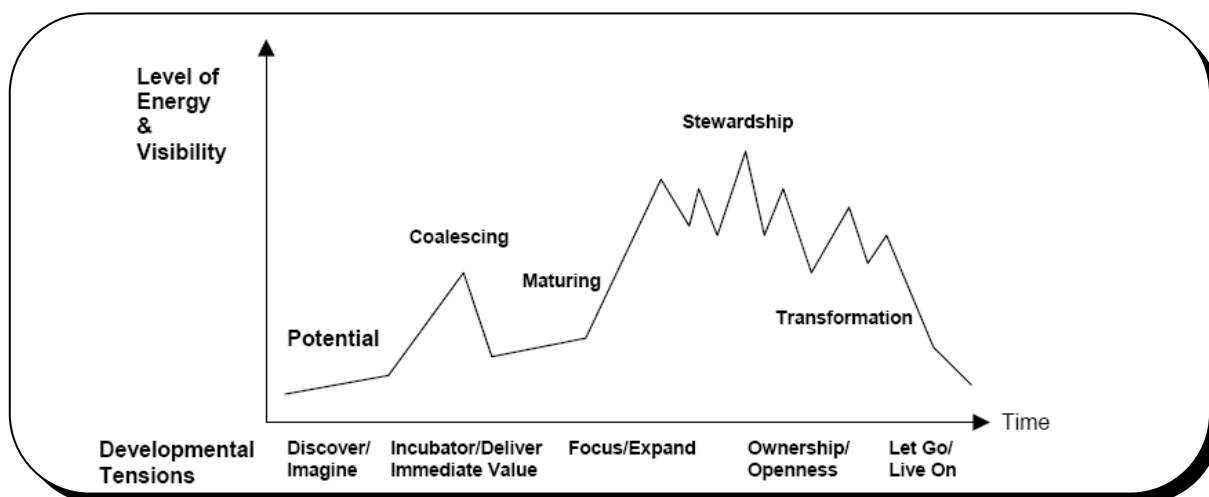 Level of
Energy
&
Visibility
Stewardship
Coalescing
Maturing
Potential
Transformation
Time
Developmental
Tensions
Discover/
Imagine
Incubator/Deliver
Immediate Value
Focus/Expand
Ownership/
Openness
Let Go/
Live On